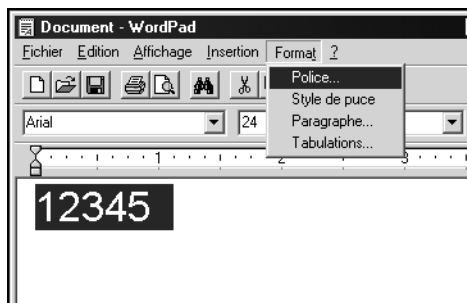 Document - WordPad
Fichier Edition Affichage Insertion Format ?
Police...
Style de puce
Arial 24 Paragraphe...
Tabulations...
1 2 3
12345